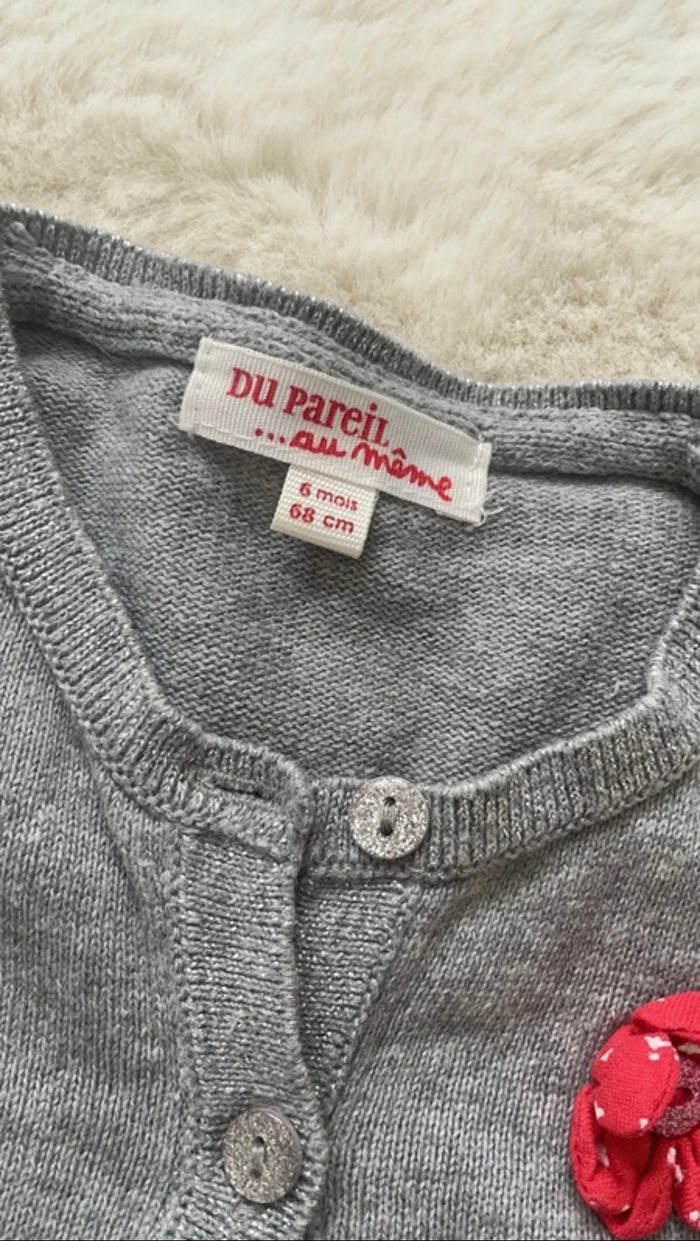 DU PAREIL
...au même
6 mois
68 cm